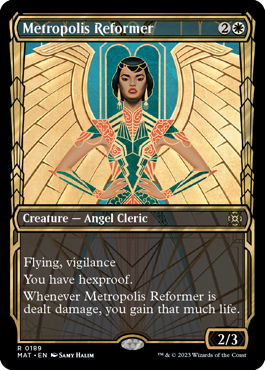 Metropolis Reformer 2
Creature — Angel Cleric
Flying, vigilance
You have hexproof.
Whenever Metropolis Reformer is
dealt damage, you gain that much life.
R 0189
MAT • EN SAMY HALIM
2/3
™ & © 2023 Wizards of the Coast